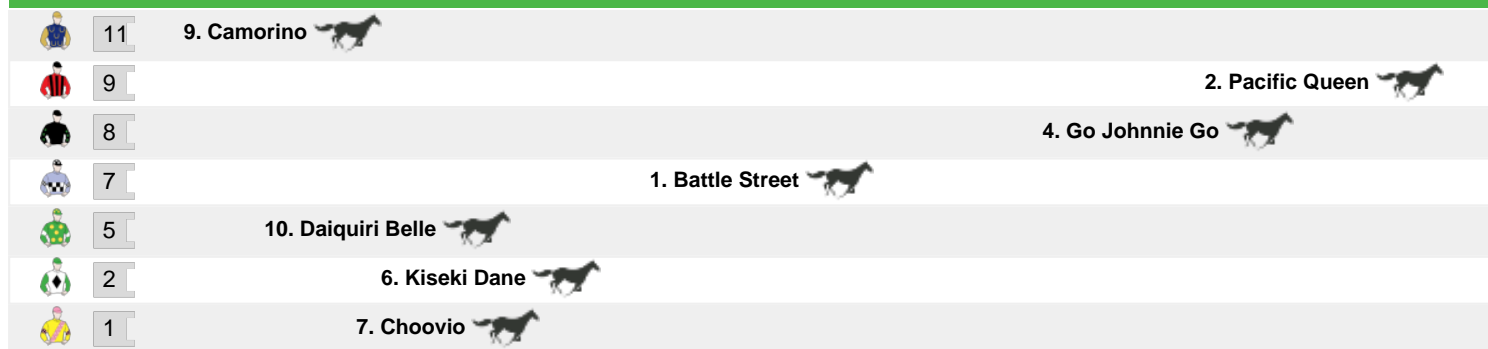 11 9. Camorino
9 2. Pacific Queen
8 4. Go Johnnie Go
7 1. Battle Street
5 10. Daiquiri Belle
2 6. Kiseki Dane
1 7. Choovio